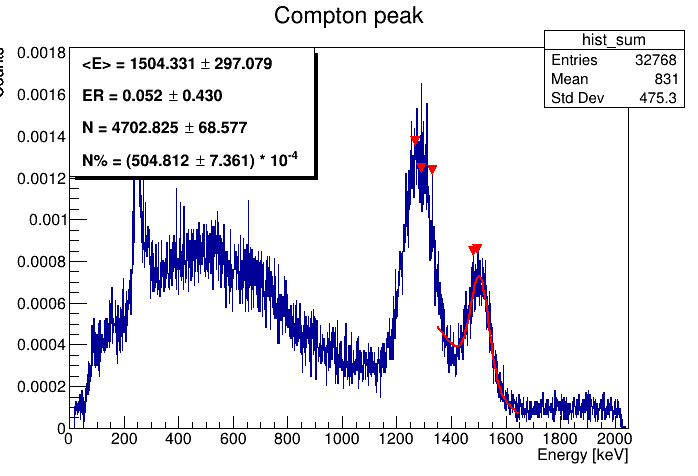 Compton peak
hist_sum
Entries 32768
Mean 831
Std Dev 475.3
<E> = 1504.331 ± 297.079
ER = 0.052 ± 0.430
N = 4702.825 ± 68.577
N% = (504.812 ± 7.361) * 10⁻⁴
0.0018
0.0016
0.0014
0.0012
0.001
0.0008
0.0006
0.0004
0.0002
0
0 200 400 600 800 1000 1200 1400 1600 1800 2000
Energy [keV]